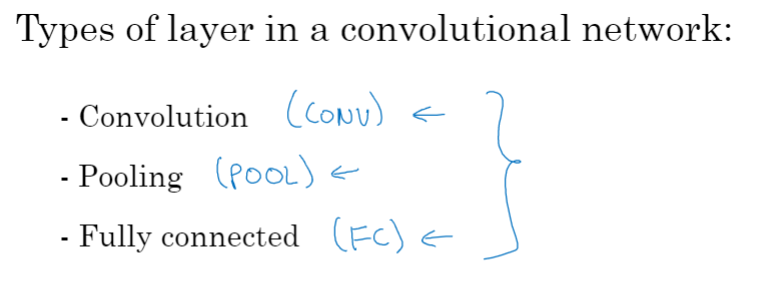 Types of layer in a convolutional network:
- Convolution (CONV) ←
- Pooling (POOL) ←
- Fully connected (FC) ←